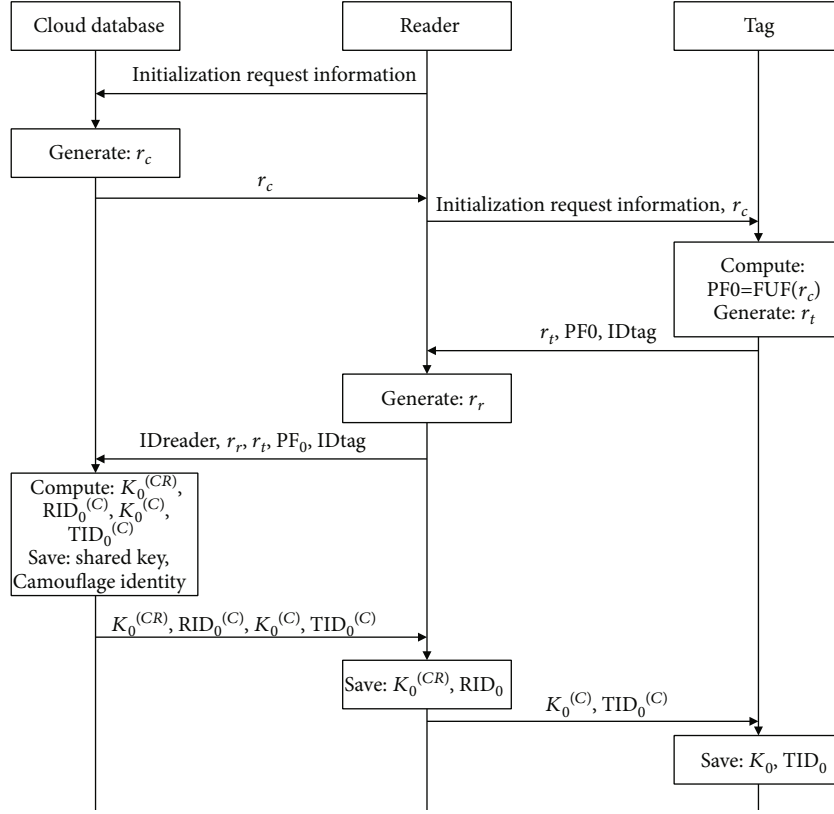 Cloud database
Reader
Tag
Initialization request information
Generate: r_c
r_c
Initialization request information, r_c
Compute:
PF0=FUF(r_c)
Generate: r_t
r_t, PF0, IDtag
Generate: r_r
IDreader, r_r, r_t, PF_0, IDtag
Compute: K_0^(CR),
RID_0^(C), K_0^(C),
TID_0^(C)
Save: shared key,
Camouflage identity
K_0^(CR), RID_0^(C), K_0^(C), TID_0^(C)
Save: K_0^(CR), RID_0
K_0^(C), TID_0^(C)
Save: K_0, TID_0